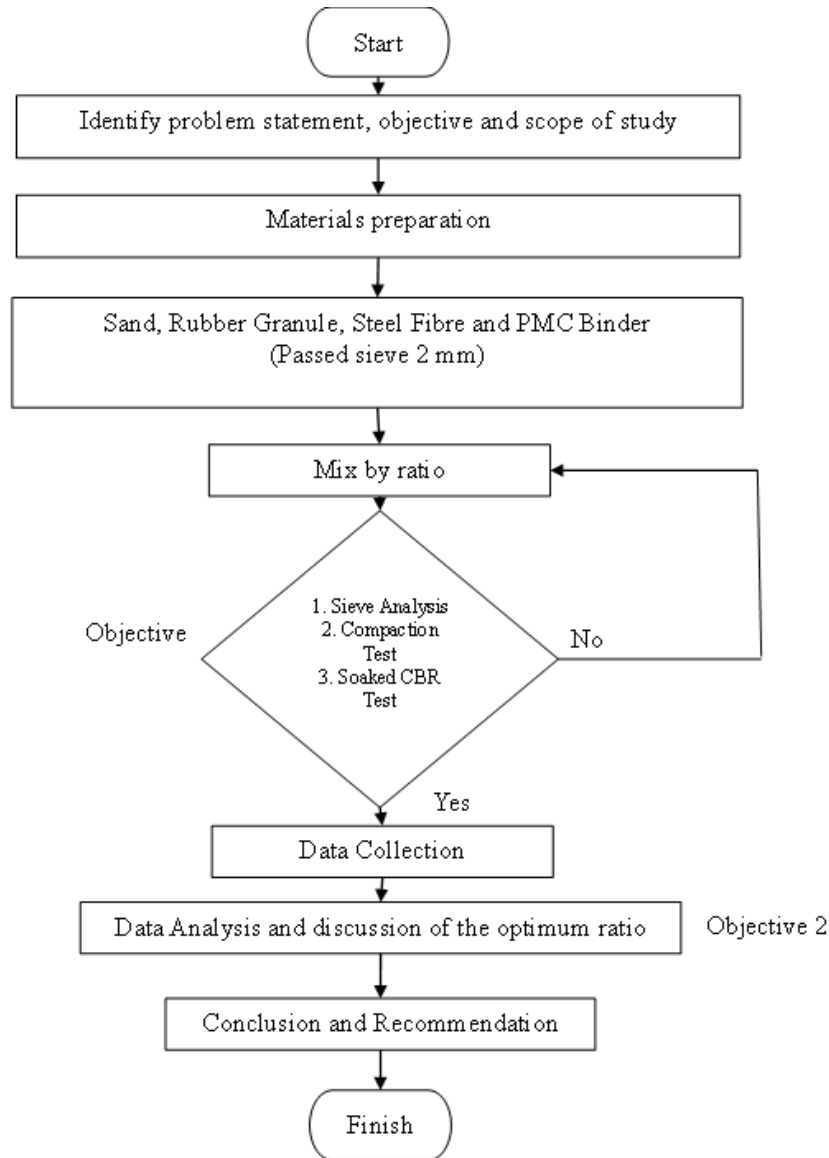 Start
Identify problem statement, objective and scope of study
Materials preparation
Sand, Rubber Granule, Steel Fibre and PMC Binder
(Passed sieve 2 mm)
Mix by ratio
Objective
1. Sieve Analysis
2. Compaction
Test
3. Soaked CBR
Test
No
Yes
Data Collection
Data Analysis and discussion of the optimum ratio
Objective 2
Conclusion and Recommendation
Finish